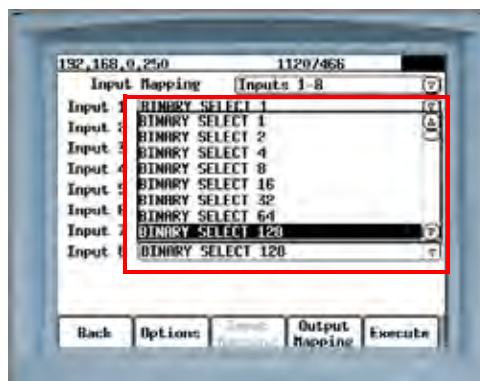 192.168.0.250 1120/466
Input Mapping Inputs 1-8
Input 1 BINARY SELECT 1
Input 2 BINARY SELECT 1
BINARY SELECT 2
Input 3 BINARY SELECT 4
Input 4 BINARY SELECT 8
Input 5 BINARY SELECT 16
BINARY SELECT 32
Input 6 BINARY SELECT 64
Input 7 BINARY SELECT 128
Input 8 BINARY SELECT 128
Back Options Input Mapping Output Mapping Execute